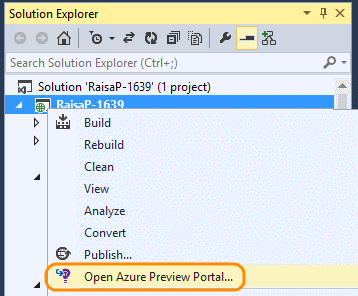 Solution Explorer
Search Solution Explorer (Ctrl+;)
Solution 'RaisaP-1639' (1 project)
RaisaP-1639
Build
Rebuild
Clean
View
Analyze
Convert
Publish...
Open Azure Preview Portal...